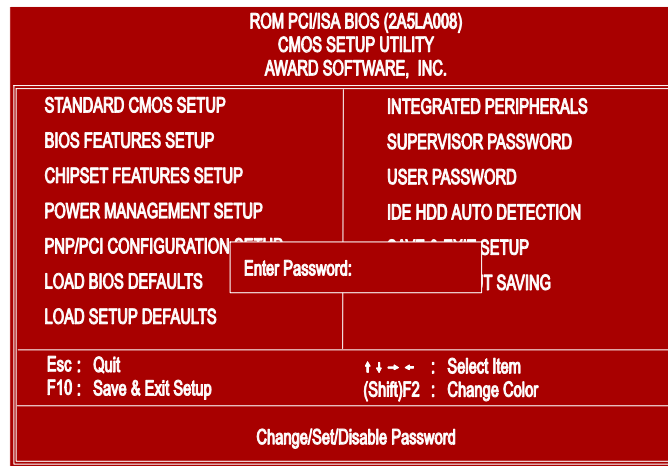 ROM PCI/ISA BIOS (2A5LA008)
CMOS SETUP UTILITY
AWARD SOFTWARE, INC.
STANDARD CMOS SETUP
BIOS FEATURES SETUP
CHIPSET FEATURES SETUP
POWER MANAGEMENT SETUP
PNP/PCI CONFIGURATION SETUP
LOAD BIOS DEFAULTS
LOAD SETUP DEFAULTS
INTEGRATED PERIPHERALS
SUPERVISOR PASSWORD
USER PASSWORD
IDE HDD AUTO DETECTION
SAVE & EXIT SETUP
T SAVING
Enter Password:
Esc : Quit
F10 : Save & Exit Setup
↑ ↓ → ← : Select Item
(Shift)F2 : Change Color
Change/Set/Disable Password